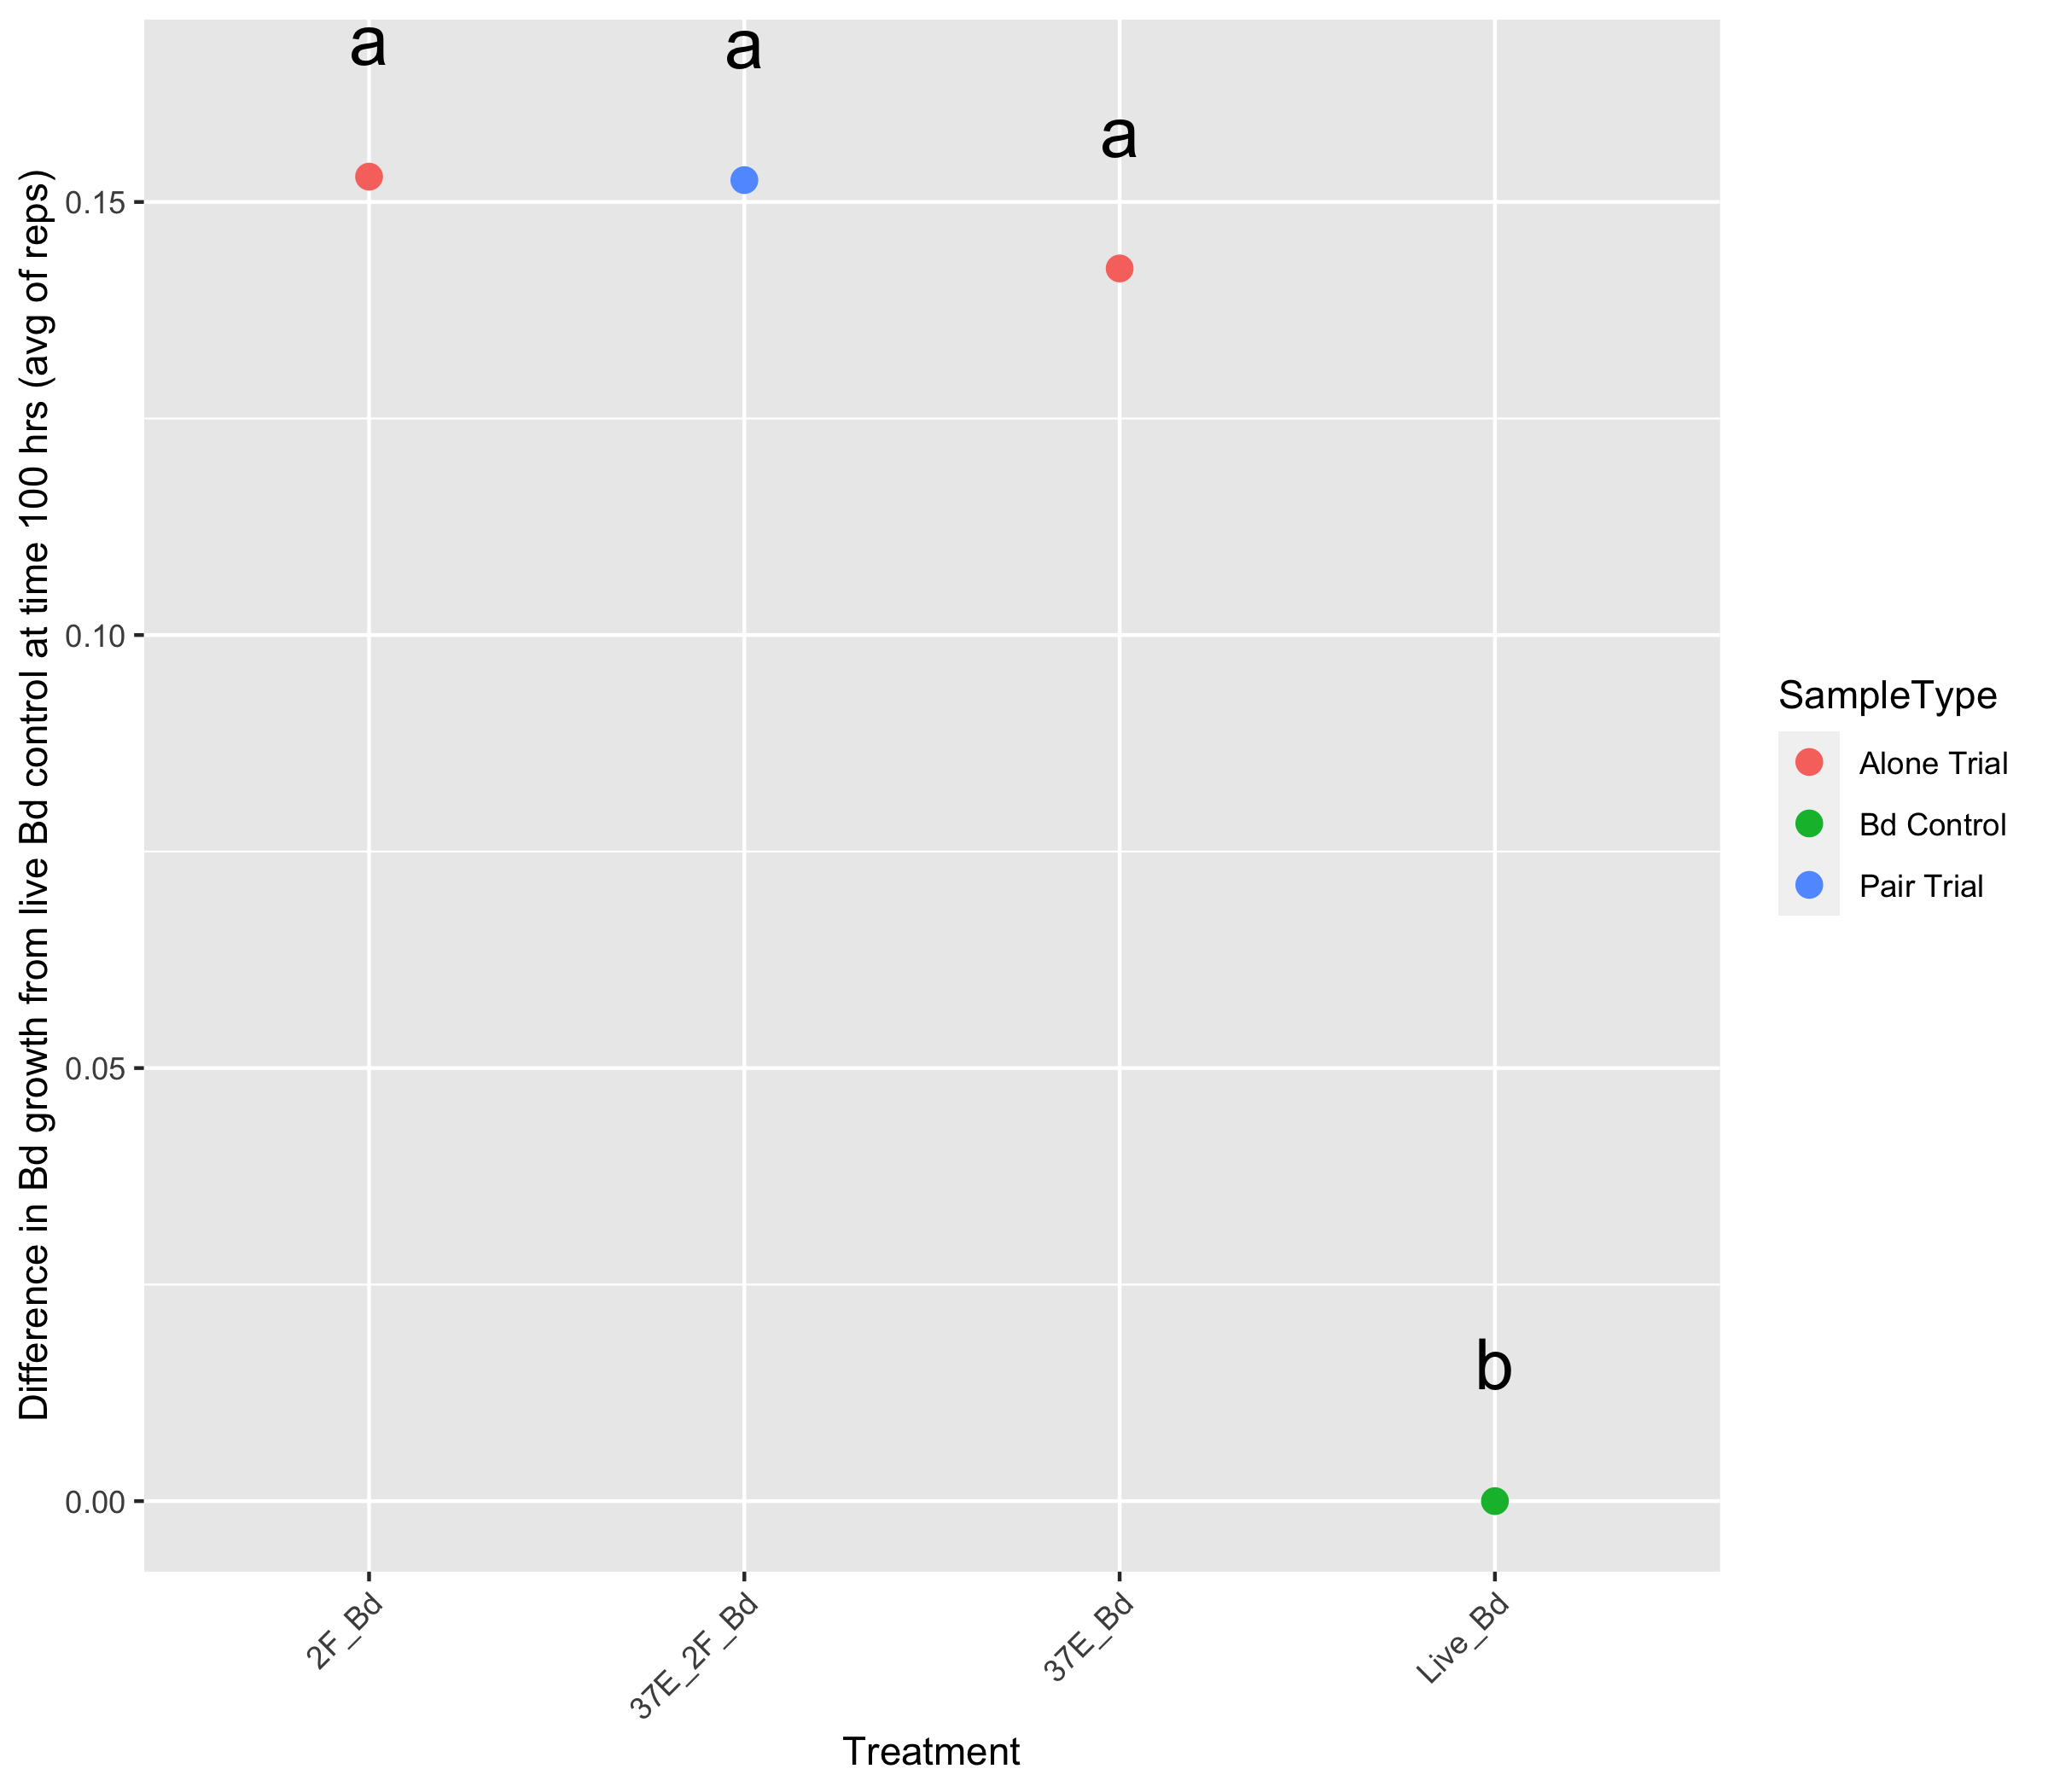 Difference in Bd growth from live Bd control at time 100 hrs (avg of reps)
0.15
0.10
0.05
0.00
a
a
a
b
2F_Bd
37E_2F_Bd
37E_Bd
Live_Bd
Treatment
SampleType
Alone Trial
Bd Control
Pair Trial